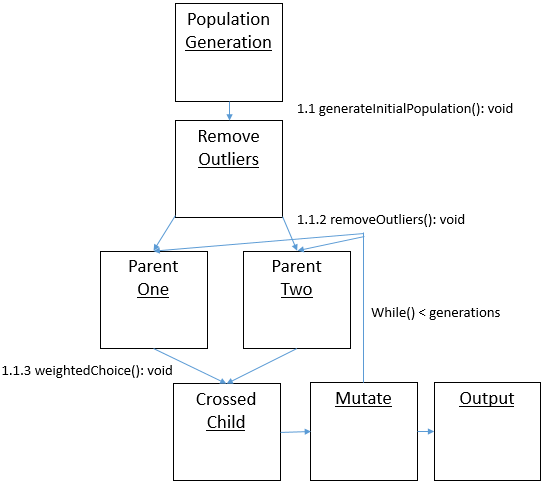 Population
Generation
1.1 generateInitialPopulation(): void
Remove
Outliers
1.1.2 removeOutliers(): void
Parent
One
Parent
Two
While() < generations
1.1.3 weightedChoice(): void
Crossed
Child
Mutate
Output